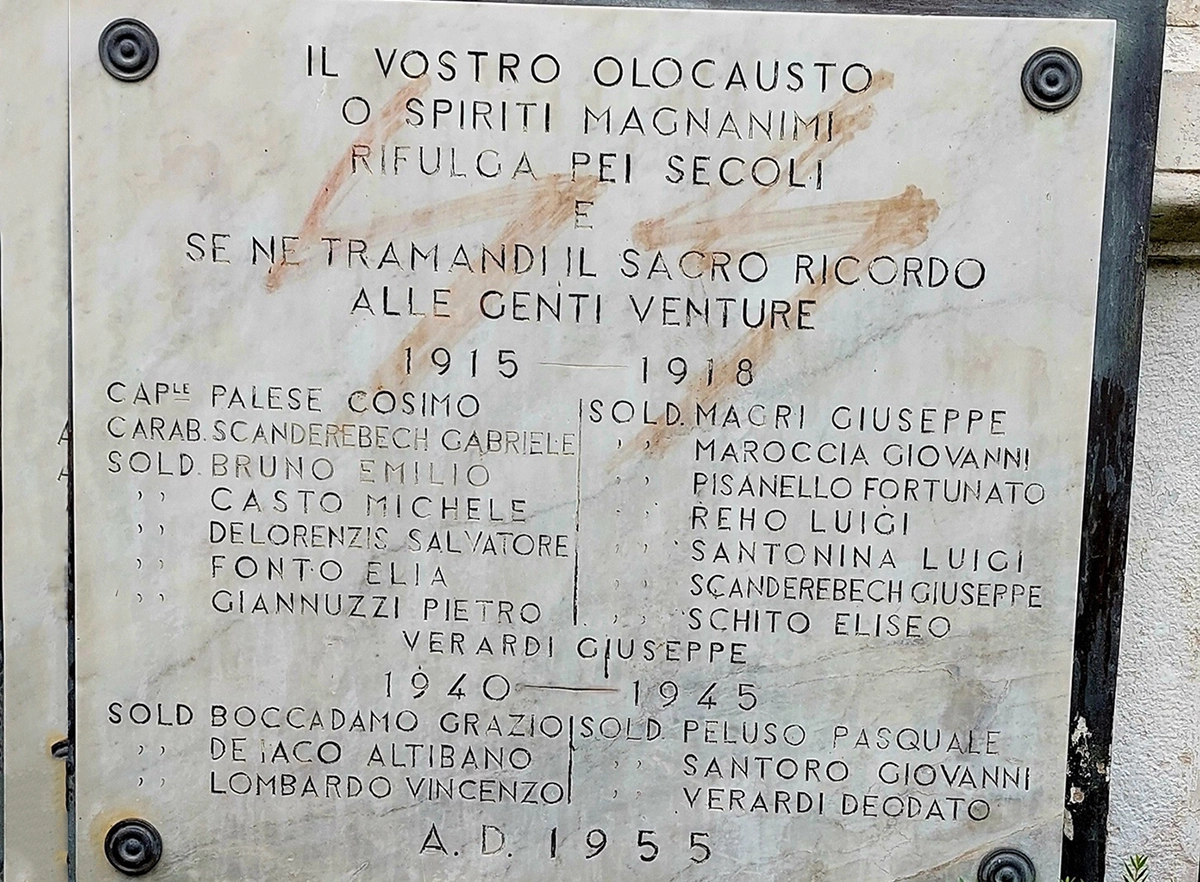 IL VOSTRO OLOCAUSTO
O SPIRITI MAGNANIMI
RIFULGA PEI SECOLI
E
SE NE TRAMANDI IL SACRO RICORDO
ALLE GENTI VENTURE
1915 — 1918
CAPLE PALESE COSIMO
CARAB. SCANDEREBECH GABRIELE
SOLD. BRUNO EMILIO
,, CASTO MICHELE
,, DELORENZIS SALVATORE
,, FONTO ELIA
,, GIANNUZZI PIETRO
SOLD. MAGRI GIUSEPPE
,, MAROCCIA GIOVANNI
,, PISANELLO FORTUNATO
,, REHO LUIGI
,, SANTONINA LUIGI
,, SCANDEREBECH GIUSEPPE
,, SCHITO ELISEO
VERARDI GIUSEPPE
1940 — 1945
SOLD BOCCADAMO GRAZIO
,, DE IACO ALTIBANO
,, LOMBARDO VINCENZO
SOLD. PELUSO PASQUALE
,, SANTORO GIOVANNI
,, VERARDI DEODATO
A. D. 1955